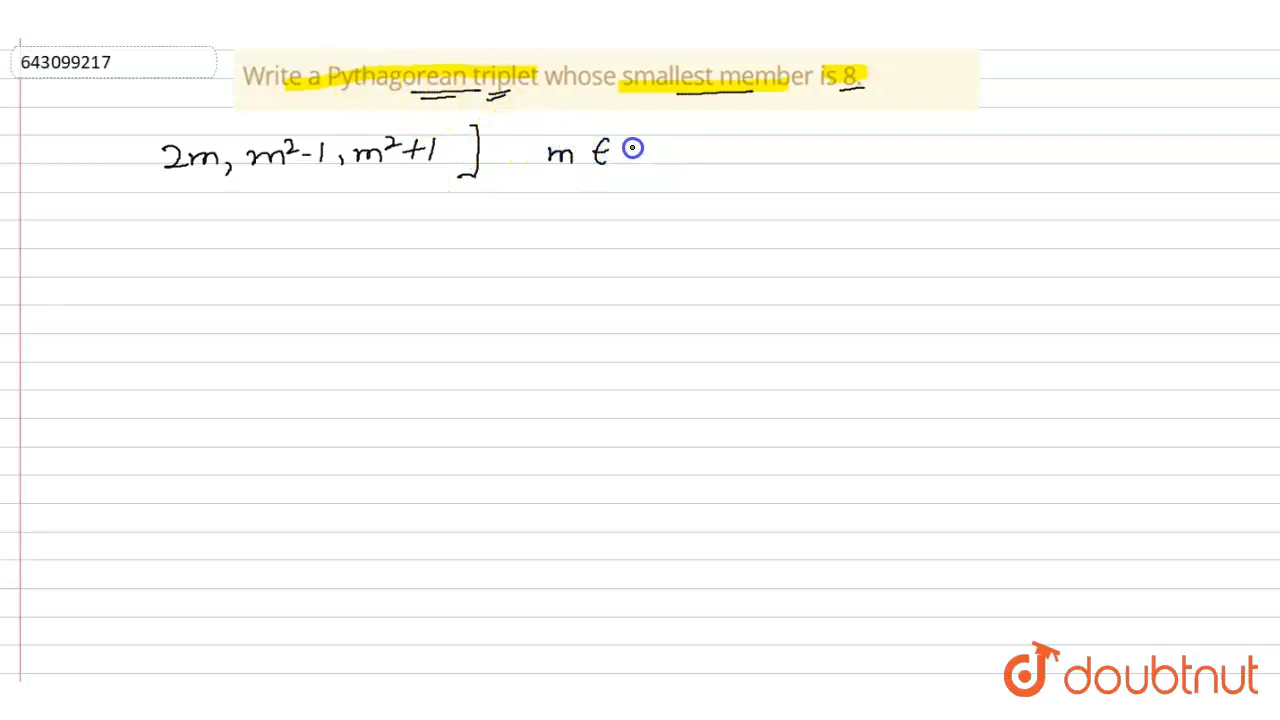 643099217
Write a Pythagorean triplet whose smallest member is 8.
2m, m²-1, m²+1 ] m ∈
doubtnut